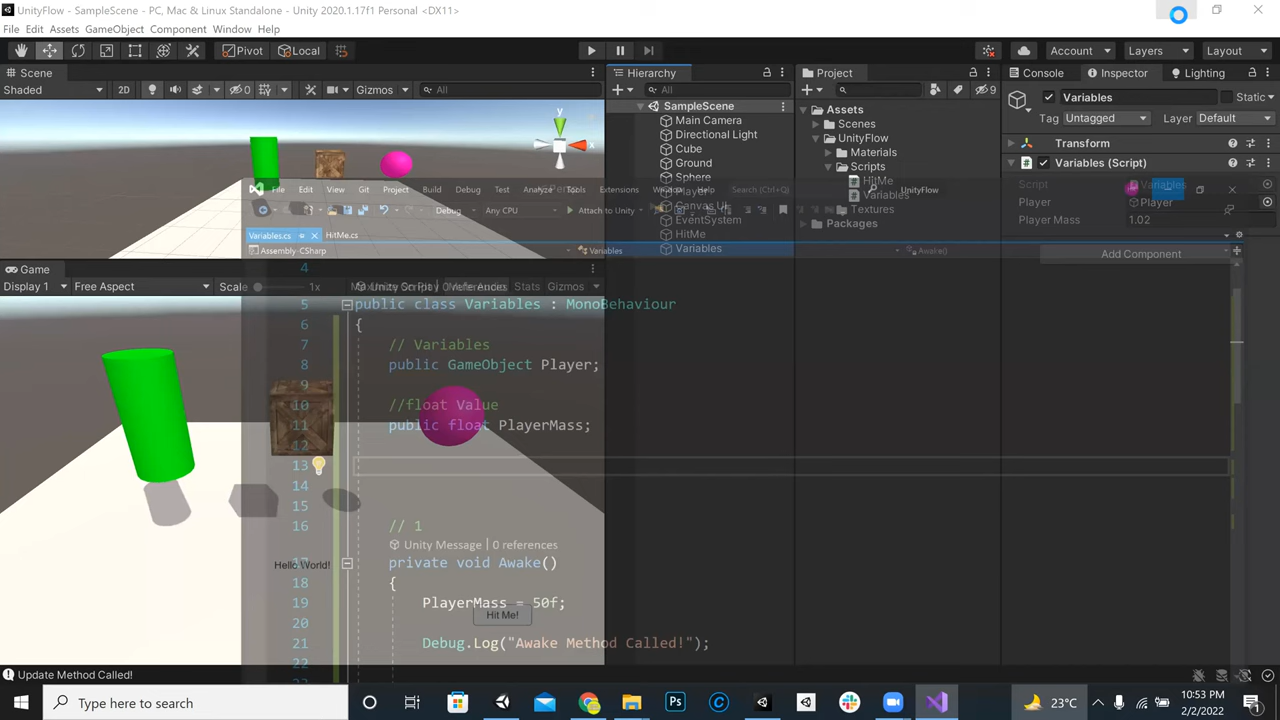 UnityFlow - SampleScene - PC, Mac & Linux Standalone - Unity 2020.1.17f1 Personal <DX11>
File Edit Assets GameObject Component Window Help
Pivot Local Account Layers Layout
Scene
Shaded 2D 0 Gizmos All
y
x
Hierarchy
All
SampleScene
Main Camera
Directional Light
Cube
Ground
Sphere
Player
Canvas UI
EventSystem
HitMe
Variables
Project
9
Assets
Scenes
UnityFlow
Materials
Scripts
HitMe
Variables
Textures
Packages
Console Inspector Lighting
Variables Static
Tag Untagged Layer Default
Transform
Variables (Script)
Script Variables
Player Player
Player Mass 1.02
Add Component
File Edit View Git Project Build Debug Test Analyze Tools Extensions Window Help Search (Ctrl+Q) UnityFlow
Debug Any CPU Attach to Unity
Variables.cs HitMe.cs
Assembly-CSharp Variables Awake()
Game
Display 1 Free Aspect Scale 1x Stats Gizmos
4
5 public class Variables : MonoBehaviour
6 {
7 // Variables
8 public GameObject Player;
9
10 //float Value
11 public float PlayerMass;
12
13
14
15
16 // 1
Unity Message | 0 references
17 private void Awake()
18 {
19 PlayerMass = 50f;
20
21 Debug.Log("Awake Method Called!");
22
Hello World!
Hit Me!
Update Method Called!
Type here to search
23°C
10:53 PM
2/2/2022